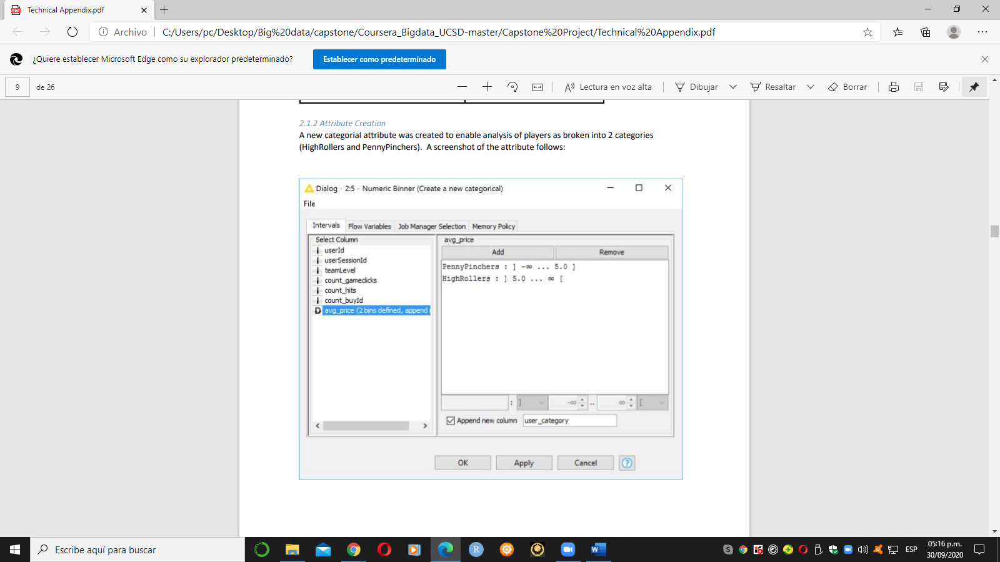 Technical Appendix.pdf
Archivo C:/Users/pc/Desktop/Big%20data/capstone/Coursera_Bigdata_UCSD-master/Capstone%20Project/Technical%20Appendix.pdf
¿Quiere establecer Microsoft Edge como su explorador predeterminado? Establecer como predeterminado
9 de 26 Lectura en voz alta Dibujar Resaltar Borrar
2.1.2 Attribute Creation
A new categorial attribute was created to enable analysis of players as broken into 2 categories
(HighRollers and PennyPinchers). A screenshot of the attribute follows:
Dialog - 2:5 - Numeric Binner (Create a new categorical)
File
Intervals Flow Variables Job Manager Selection Memory Policy
Select Column
userId
userSessionId
teamLevel
count_gameclicks
count_hits
count_buyId
D avg_price (2 bins defined, append
avg_price
Add Remove
PennyPinchers : ] -∞ ... 5.0 ]
HighRollers : ] 5.0 ... ∞ [
: ] -∞ .. ∞ [
Append new column user_category
OK Apply Cancel ?
Escribe aquí para buscar
ESP
05:16 p.m.
30/09/2020